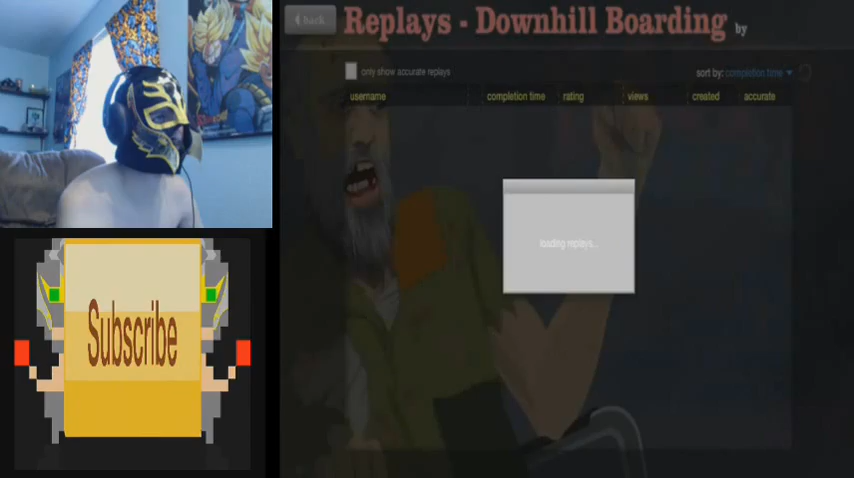 back
Replays - Downhill Boarding by
only show accurate replays
sort by: completion time
username completion time rating views created accurate
loading replays...
Subscribe